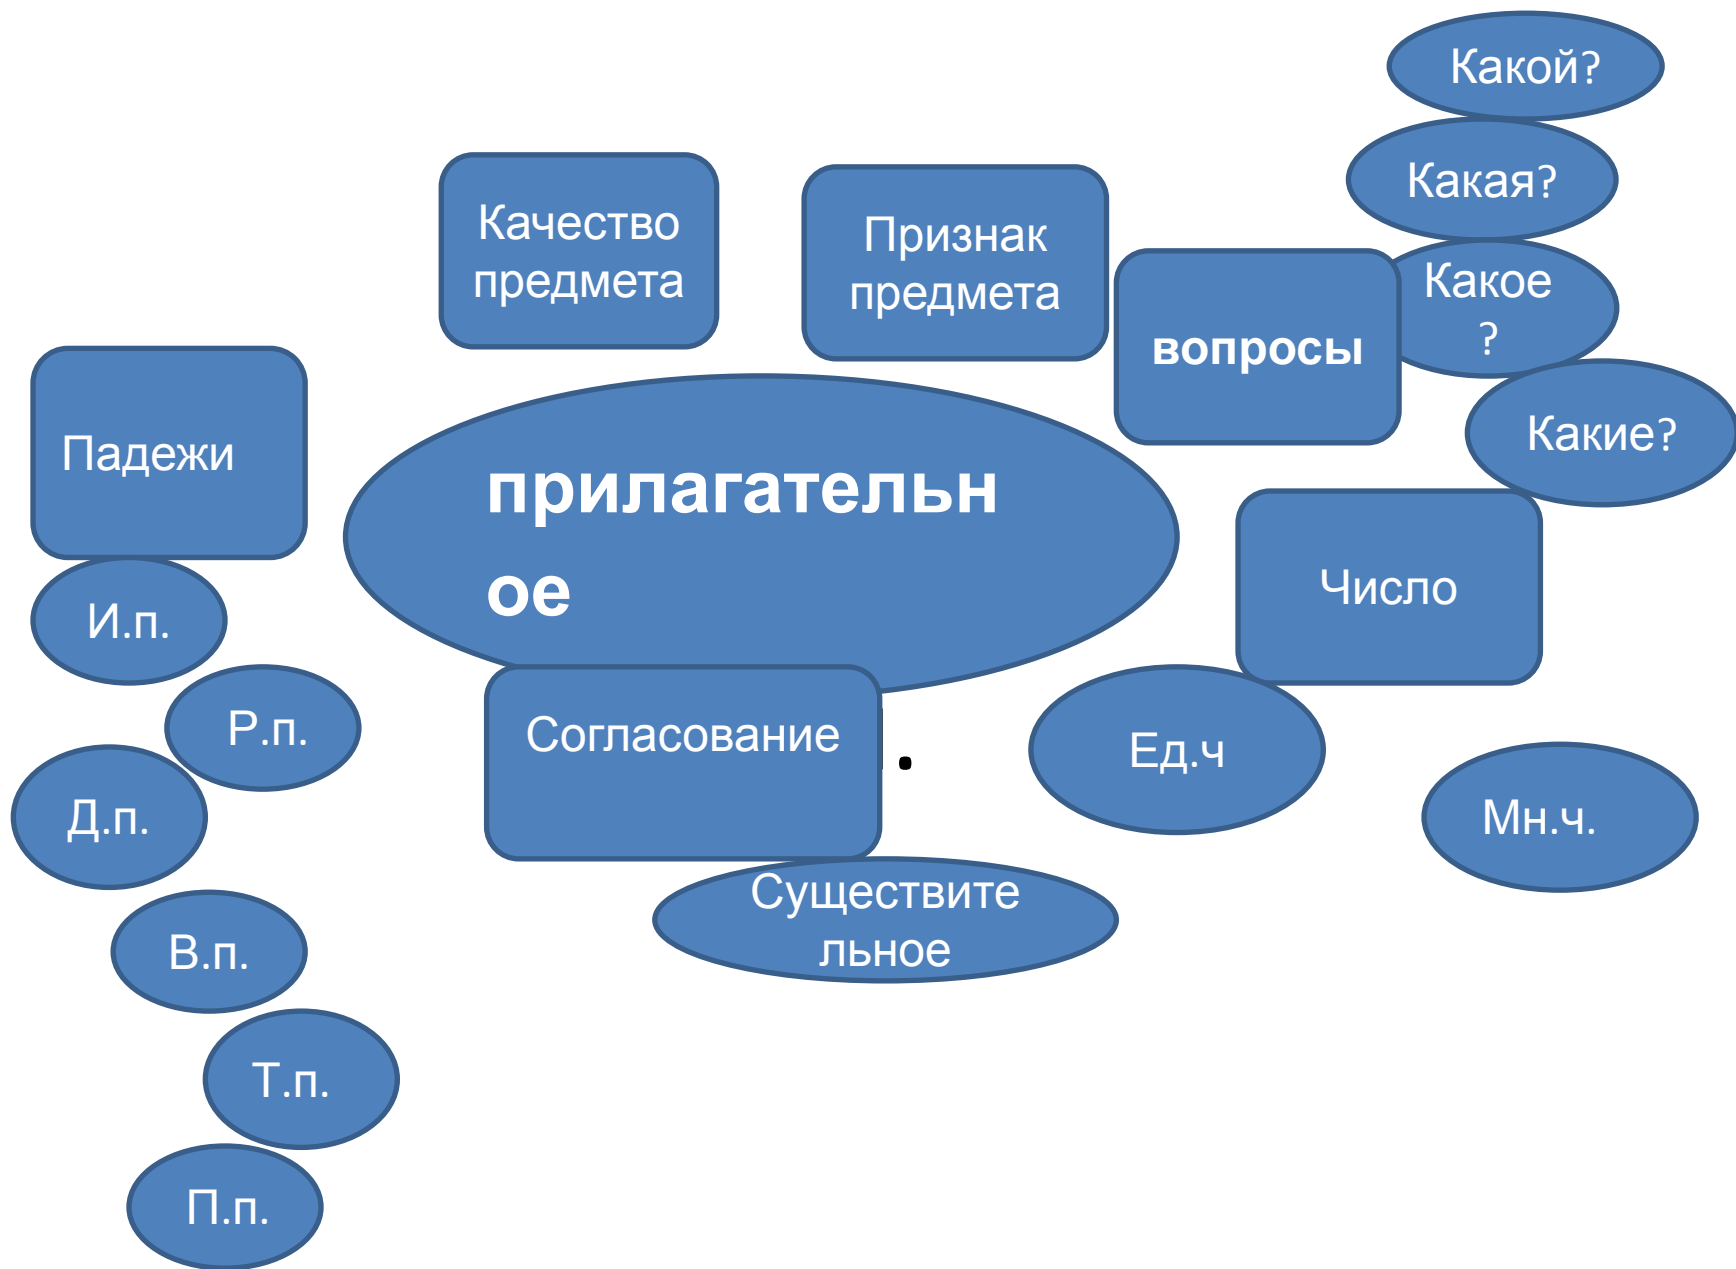 Какой?
Какая?
Какое
?
Какие?
Качество
предмета
Признак
предмета
вопросы
Падежи
прилагательн
ое
Число
И.п.
Р.п.
Д.п.
В.п.
Т.п.
П.п.
Согласование
.
Ед.ч
Мн.ч.
Существите
льное